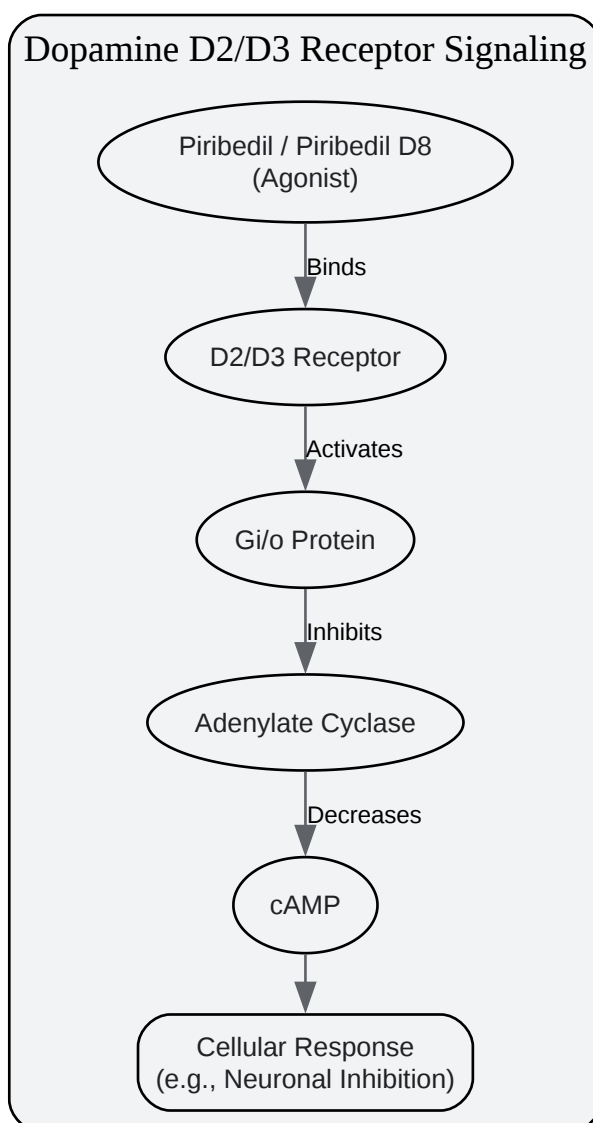 Dopamine D2/D3 Receptor Signaling
Piribedil / Piribedil D8
(Agonist)
Binds
D2/D3 Receptor
Activates
Gi/o Protein
Inhibits
Adenylate Cyclase
Decreases
cAMP
Cellular Response
(e.g., Neuronal Inhibition)